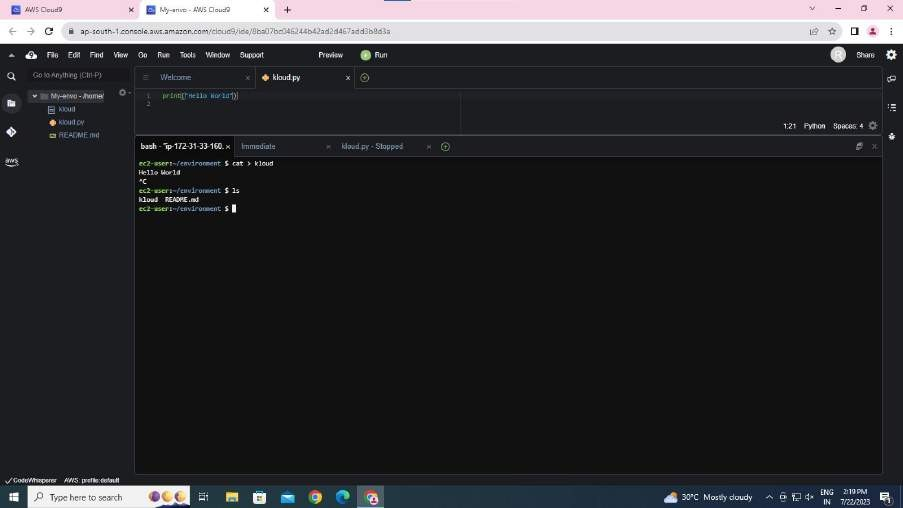 AWS Cloud9
My-envo - AWS Cloud9
ap-south-1.console.aws.amazon.com/cloud9/ide/8ba07bc046244b42ad2d467add3b8d3a
File Edit Find View Go Run Tools Window Support Preview Run
R Share
Go to Anything (Ctrl-P)
Welcome
kloud.py
My-envo - /home/
kloud
kloud.py
README.md
aws
1 print("Hello World")
2
1:21 Python Spaces: 4
bash - "ip-172-31-33-160.
Immediate
kloud.py - Stopped
ec2-user:~/environment $ cat > kloud
Hello World
^C
ec2-user:~/environment $ ls
kloud README.md
ec2-user:~/environment $
CodeWhisperer AWS: profile:default
Type here to search
30°C Mostly cloudy
ENG
IN
2:19 PM
7/22/2023